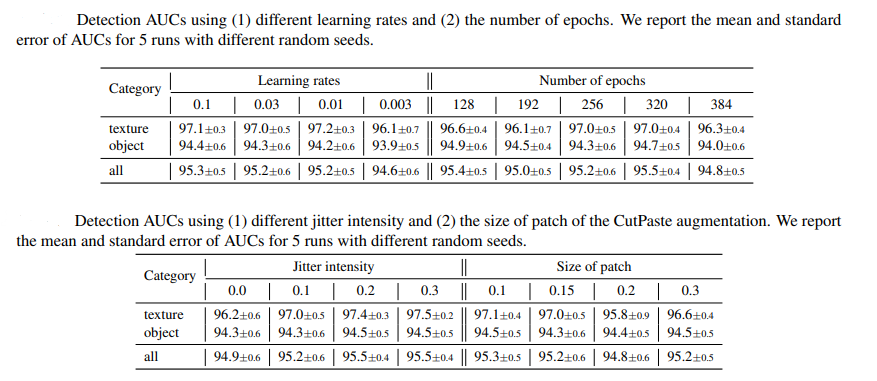 Detection AUCs using (1) different learning rates and (2) the number of epochs. We report the mean and standard
error of AUCs for 5 runs with different random seeds.
Category Learning rates Number of epochs
0.1 0.03 0.01 0.003 128 192 256 320 384
texture 97.1±0.3 97.0±0.5 97.2±0.3 96.1±0.7 96.6±0.4 96.1±0.7 97.0±0.5 97.0±0.4 96.3±0.4
object 94.4±0.6 94.3±0.6 94.2±0.6 93.9±0.5 94.9±0.6 94.5±0.4 94.3±0.6 94.7±0.5 94.0±0.6
all 95.3±0.5 95.2±0.6 95.2±0.5 94.6±0.6 95.4±0.5 95.0±0.5 95.2±0.6 95.5±0.4 94.8±0.5
Detection AUCs using (1) different jitter intensity and (2) the size of patch of the CutPaste augmentation. We report
the mean and standard error of AUCs for 5 runs with different random seeds.
Category Jitter intensity Size of patch
0.0 0.1 0.2 0.3 0.1 0.15 0.2 0.3
texture 96.2±0.6 97.0±0.5 97.4±0.3 97.5±0.2 97.1±0.4 97.0±0.5 95.8±0.9 96.6±0.4
object 94.3±0.6 94.3±0.6 94.5±0.5 94.5±0.5 94.5±0.5 94.3±0.6 94.4±0.5 94.5±0.5
all 94.9±0.6 95.2±0.6 95.5±0.4 95.5±0.4 95.3±0.5 95.2±0.6 94.8±0.6 95.2±0.5